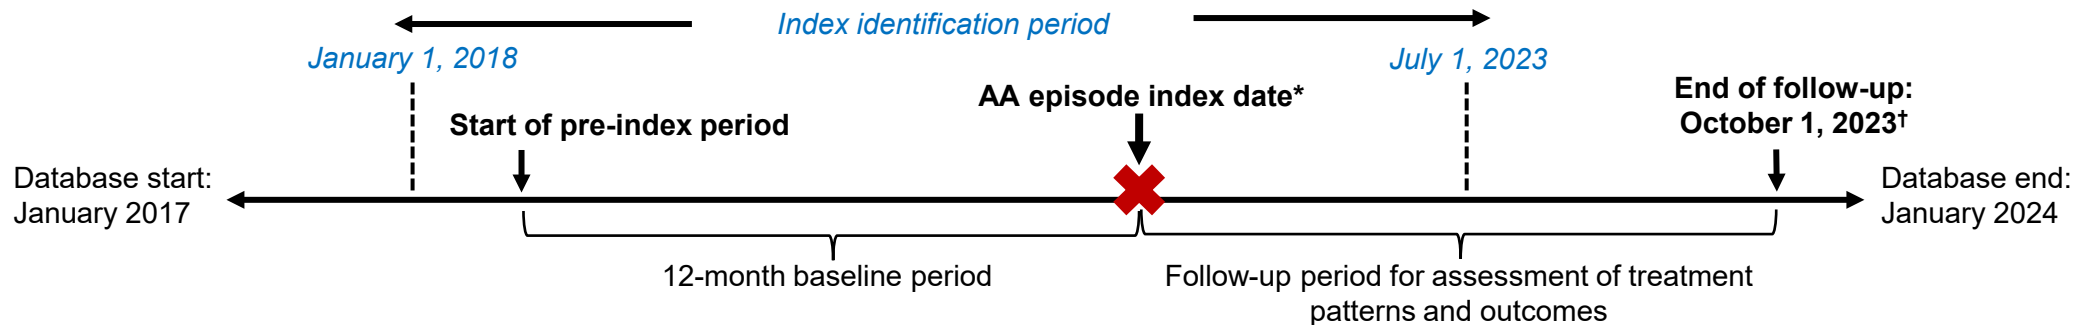 Index identification period
January 1, 2018
July 1, 2023
AA episode index date*
End of follow-up:
October 1, 2023†
Start of pre-index period
Database start:
January 2017
Database end:
January 2024
12-month baseline period
Follow-up period for assessment of treatment
patterns and outcomes